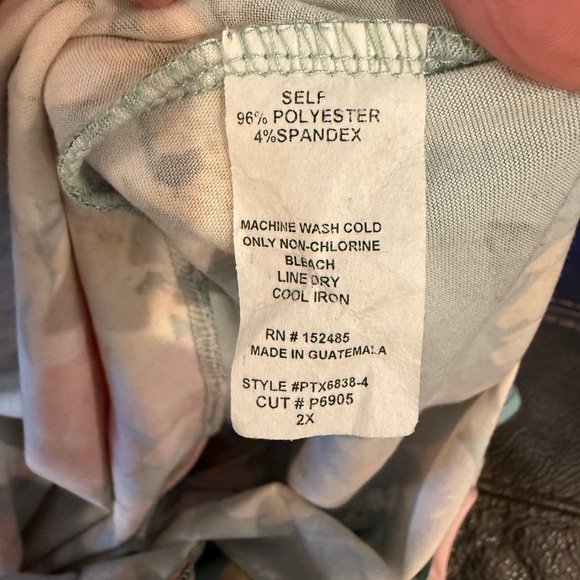 SELF
96% POLYESTER
4%SPANDEX
MACHINE WASH COLD
ONLY NON-CHLORINE
BLEACH
LINE DRY
COOL IRON
RN # 152485
MADE IN GUATEMALA
STYLE #PTX6838-4
CUT # P6905
2X